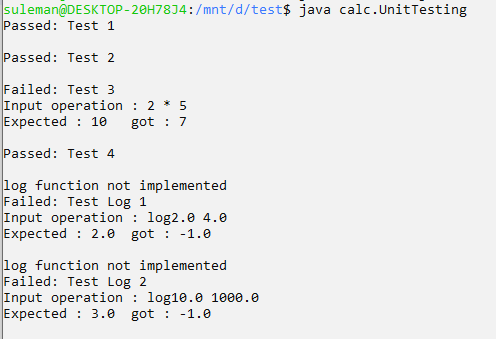 suleman@DESKTOP-20H78J4:/mnt/d/test$ java calc.UnitTesting
Passed: Test 1
Passed: Test 2
Failed: Test 3
Input operation : 2 * 5
Expected : 10   got : 7
Passed: Test 4
log function not implemented
Failed: Test Log 1
Input operation : log2.0 4.0
Expected : 2.0  got : -1.0
log function not implemented
Failed: Test Log 2
Input operation : log10.0 1000.0
Expected : 3.0  got : -1.0